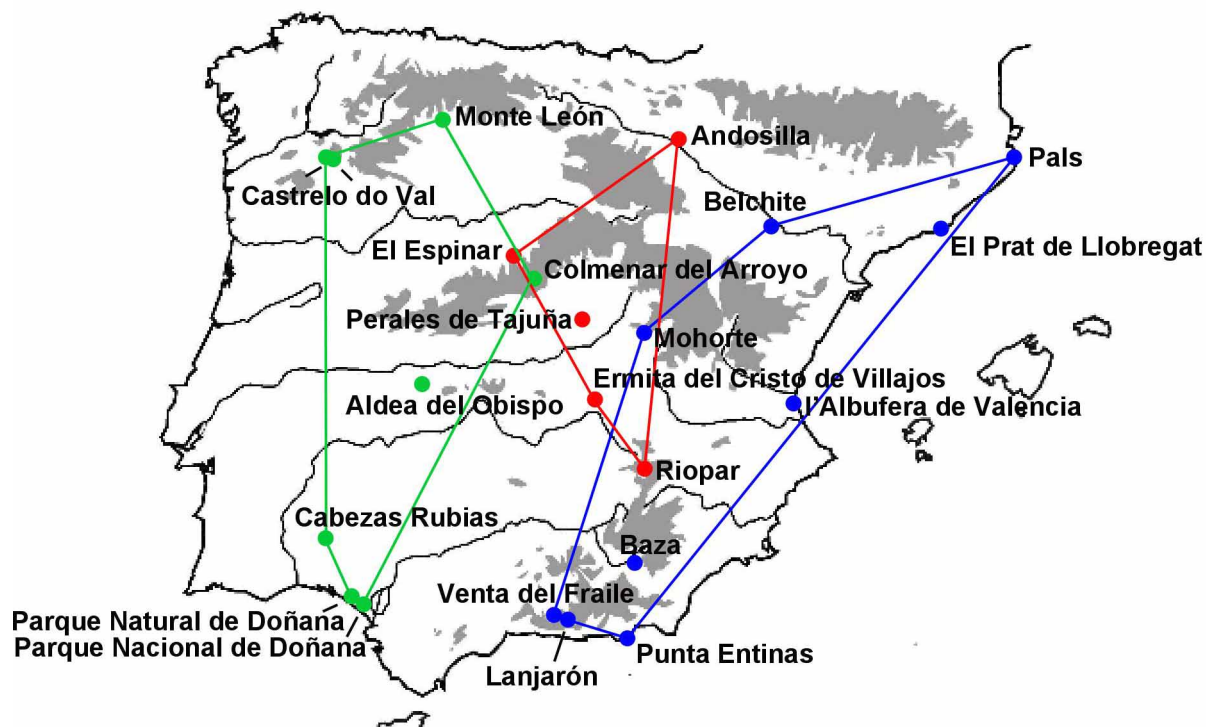 Monte León
Andosilla
Pals
Castrelo do Val
Belchite
El Espinar
El Prat de Llobregat
Colmenar del Arroyo
Perales de Tajuña
Mohorte
Ermita del Cristo de Villajos
Aldea del Obispo
l'Albufera de Valencia
Riopar
Cabezas Rubias
Baza
Venta del Fraile
Parque Natural de Doñana
Parque Nacional de Doñana
Punta Entinas
Lanjarón